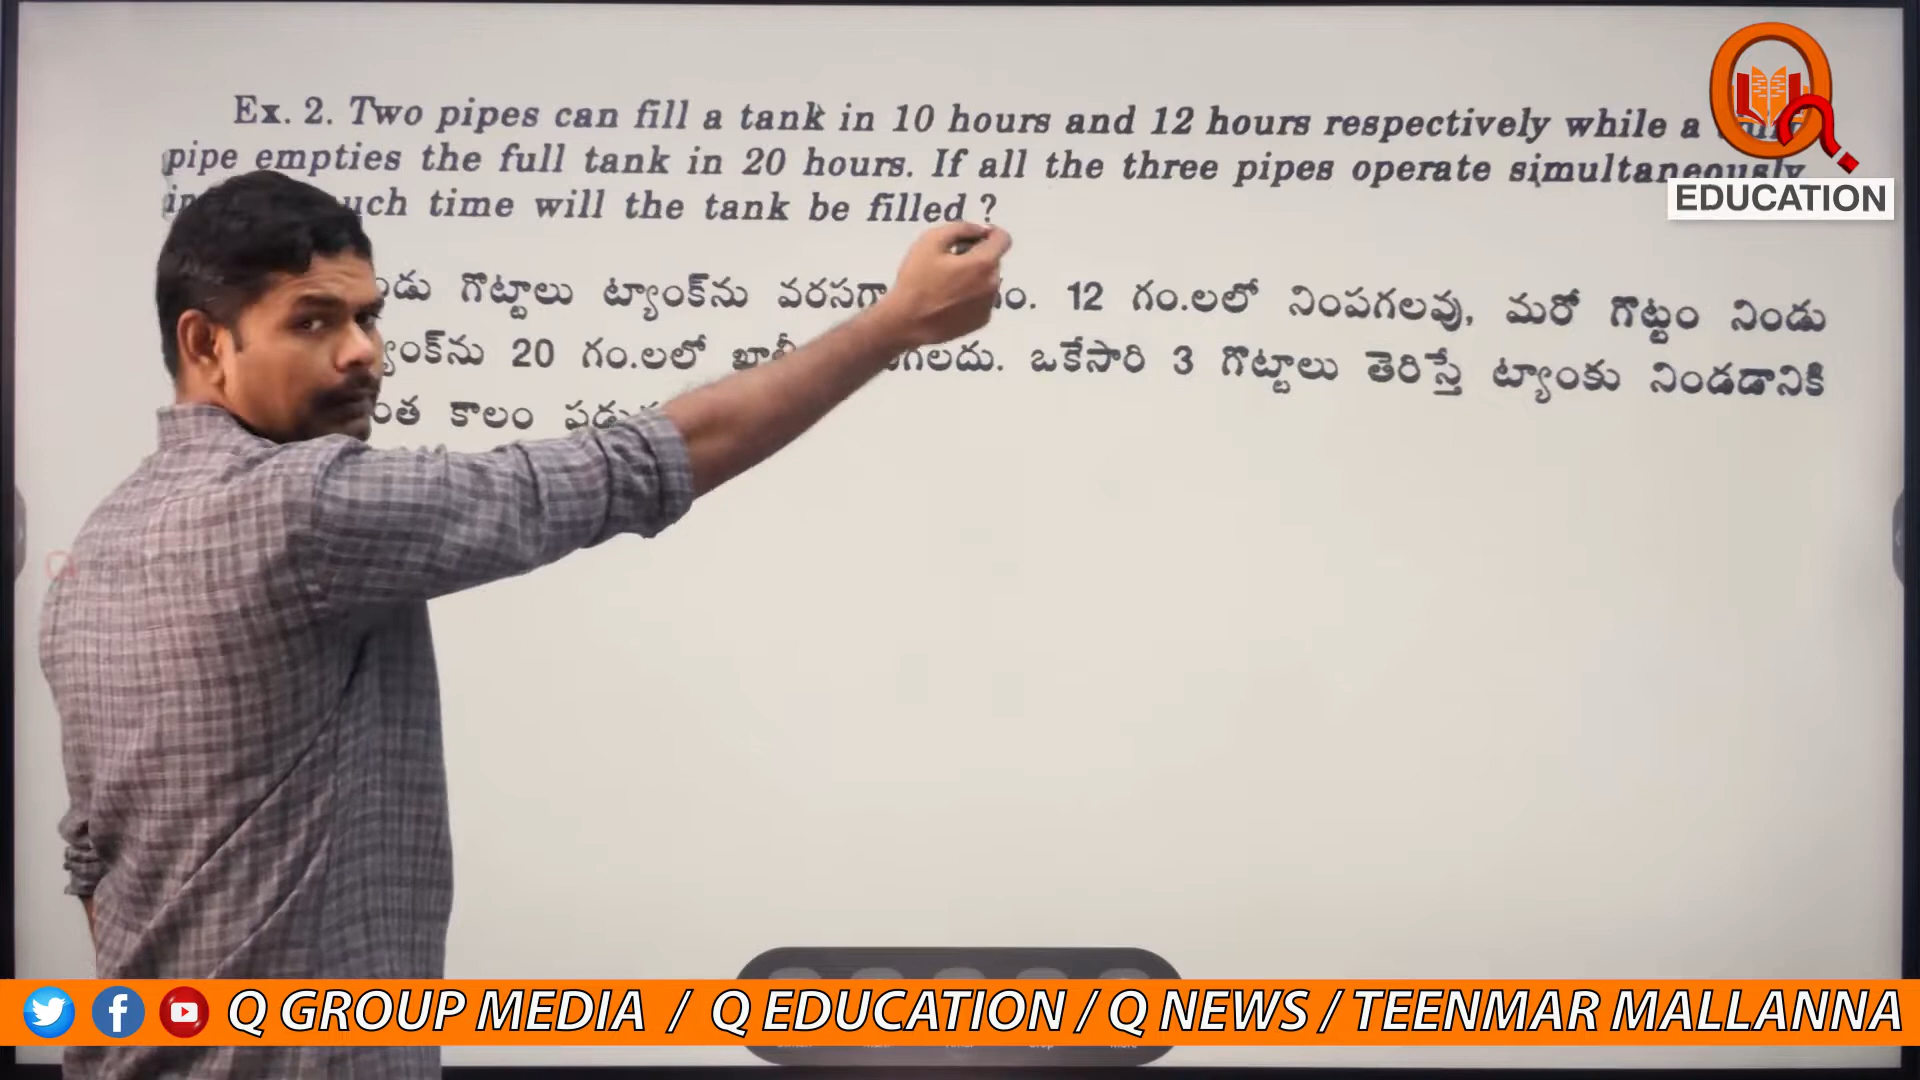 Ex. 2. Two pipes can fill a tank in 10 hours and 12 hours respectively while a
pipe empties the full tank in 20 hours. If all the three pipes operate simultaneously,
time will the tank be filled ?
గొట్టాలు ట్యాంక్‌ను వరసగా 12 గం.లలో నింపగలవు, మరో గొట్టం నిండు
20 గం.లలో ఒకేసారి 3 గొట్టాలు తెరిస్తే ట్యాంకు నిండడానికి
కాలం
EDUCATION
Q GROUP MEDIA / Q EDUCATION / Q NEWS / TEENMAR MALLANNA